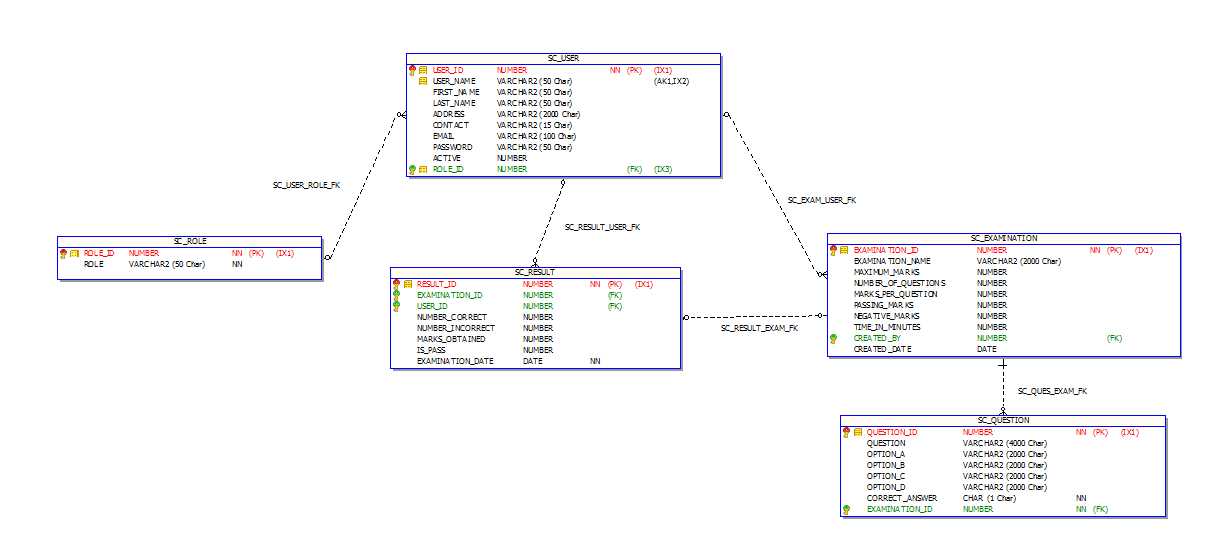 SC_USER
USER_ID NUMBER NN (PK) (IX1)
USER_NAME VARCHAR2 (50 Char) (AK1,IX2)
FIRST_NAME VARCHAR2 (50 Char)
LAST_NAME VARCHAR2 (50 Char)
ADDRESS VARCHAR2 (2000 Char)
CONTACT VARCHAR2 (15 Char)
EMAIL VARCHAR2 (100 Char)
PASSWORD VARCHAR2 (50 Char)
ACTIVE NUMBER
ROLE_ID NUMBER (FK) (IX3)
SC_USER_ROLE_FK
SC_EXAM_USER_FK
SC_RESULT_USER_FK
SC_ROLE
ROLE_ID NUMBER NN (PK) (IX1)
ROLE VARCHAR2 (50 Char) NN
SC_EXAMINATION
EXAMINATION_ID NUMBER NN (PK) (IX1)
EXAMINATION_NAME VARCHAR2 (2000 Char)
MAXIMUM_MARKS NUMBER
NUMBER_OF_QUESTIONS NUMBER
MARKS_PER_QUESTION NUMBER
PASSING_MARKS NUMBER
NEGATIVE_MARKS NUMBER
TIME_IN_MINUTES NUMBER
CREATED_BY NUMBER (FK)
CREATED_DATE DATE
SC_RESULT
RESULT_ID NUMBER NN (PK) (IX1)
EXAMINATION_ID NUMBER (FK)
USER_ID NUMBER (FK)
NUMBER_CORRECT NUMBER
NUMBER_INCORRECT NUMBER
MARKS_OBTAINED NUMBER
IS_PASS NUMBER
EXAMINATION_DATE DATE NN
SC_RESULT_EXAM_FK
SC_QUES_EXAM_FK
SC_QUESTION
QUESTION_ID NUMBER NN (PK) (IX1)
QUESTION VARCHAR2 (4000 Char)
OPTION_A VARCHAR2 (2000 Char)
OPTION_B VARCHAR2 (2000 Char)
OPTION_C VARCHAR2 (2000 Char)
OPTION_D VARCHAR2 (2000 Char)
CORRECT_ANSWER CHAR (1 Char) NN
EXAMINATION_ID NUMBER NN (FK)